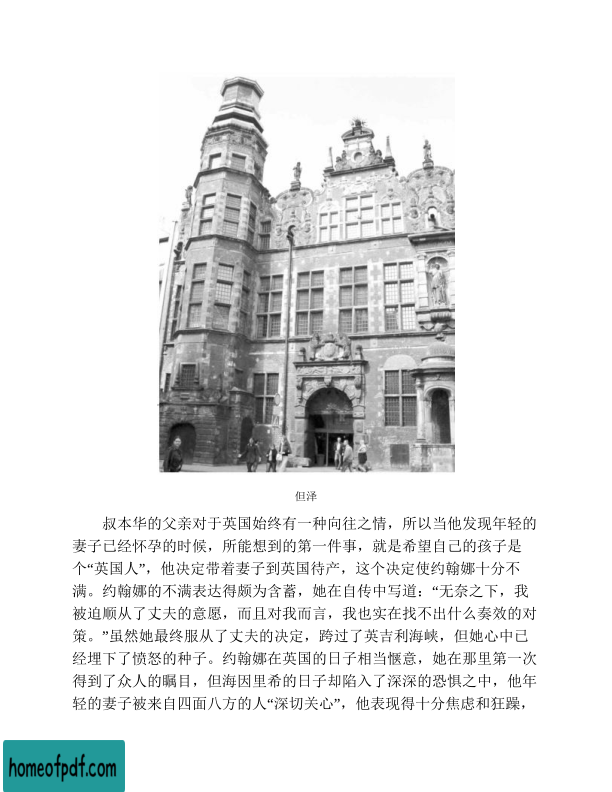 但泽
叔本华的父亲对于英国始终有一种向往之情，所以当他发现年轻的
妻子已经怀孕的时候，所能想到的第一件事，就是希望自己的孩子是
个“英国人”，他决定带着妻子到英国待产，这个决定使约翰娜十分不
满。约翰娜的不满表达得颇为含蓄，她在自传中写道：“无奈之下，我
被迫顺从了丈夫的意愿，而且对我而言，我也实在找不出什么奏效的对
策。”虽然她最终服从了丈夫的决定，跨过了英吉利海峡，但她心中已
经埋下了愤怒的种子。约翰娜在英国的日子相当惬意，她在那里第一次
得到了众人的瞩目，但海因里希的日子却陷入了深深的恐惧之中，他年
轻的妻子被来自四面八方的人“深切关心”，他表现得十分焦虑和狂躁，
homeofpdf.com